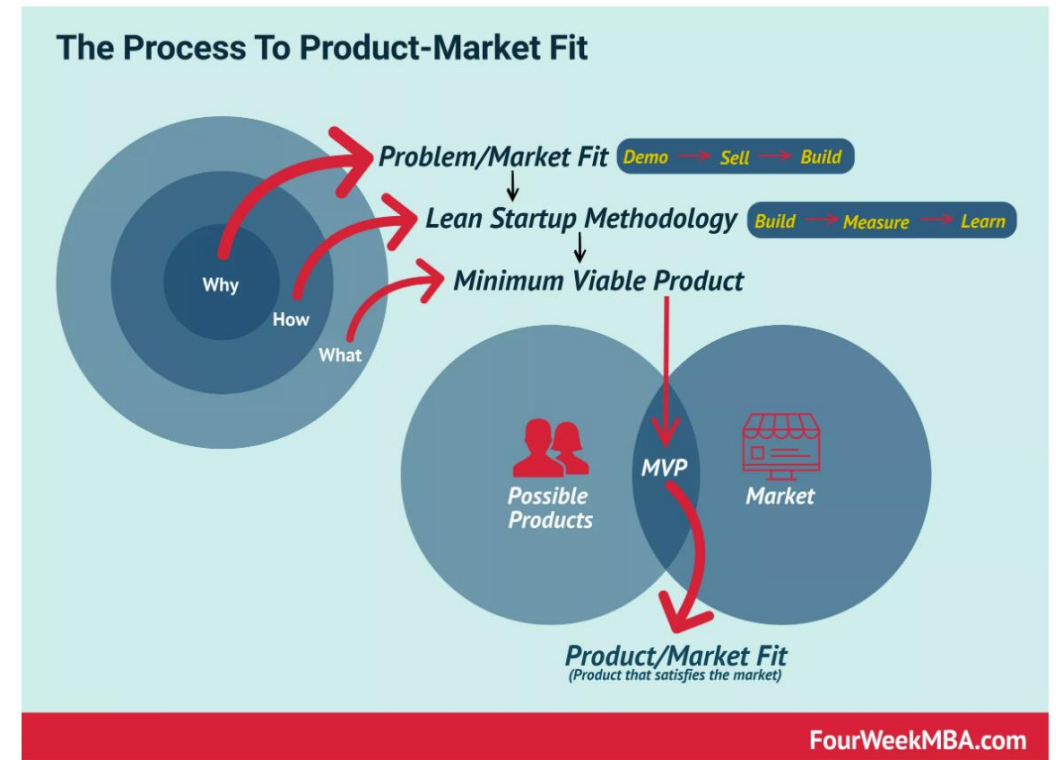 The Process To Product-Market Fit
Problem/Market Fit
Demo → Sell → Build
Lean Startup Methodology
Build → Measure → Learn
Minimum Viable Product
Why
How
What
Possible
Products
MVP
Market
Product/Market Fit
(Product that satisfies the market)
FourWeekMBA.com